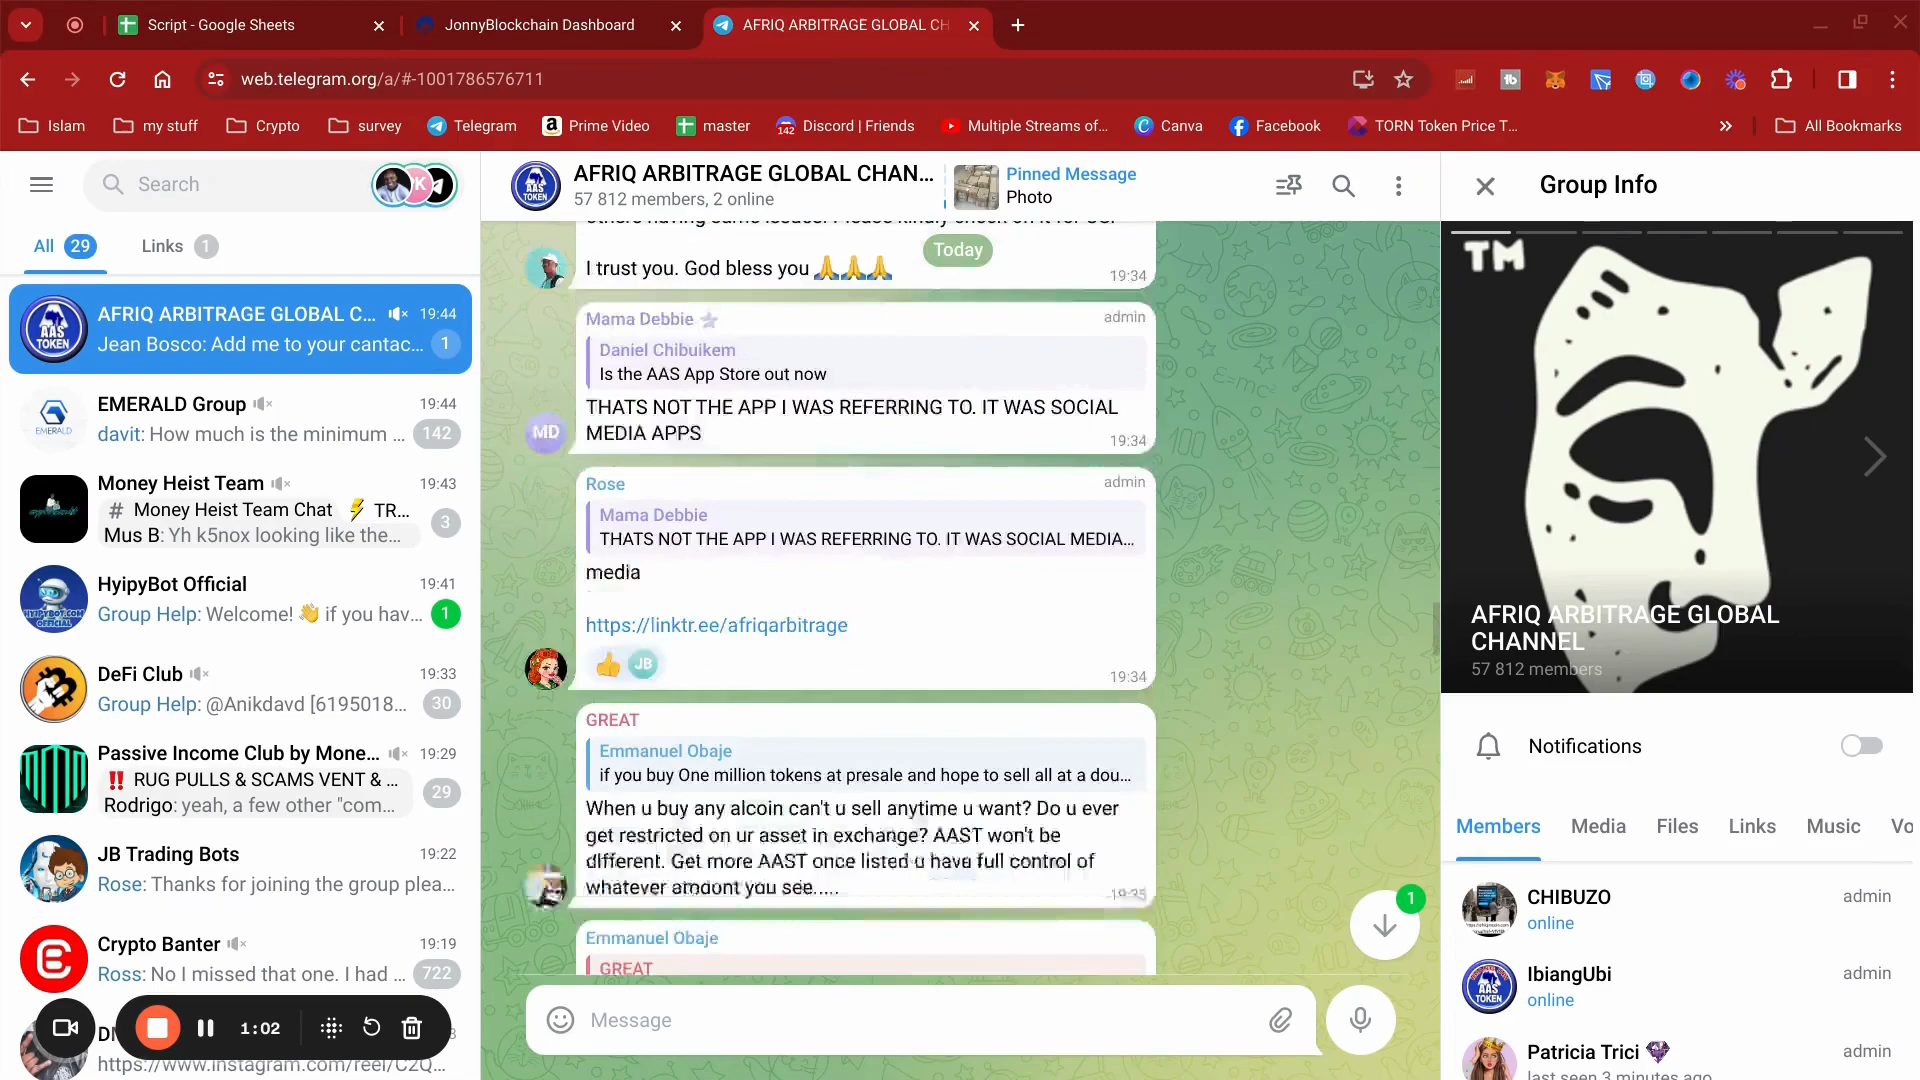 Script - Google Sheets
JonnyBlockchain Dashboard
AFRIQ ARBITRAGE GLOBAL CH
web.telegram.org/a/#-1001786576711
Islam
my stuff
Crypto
survey
Telegram
Prime Video
master
Discord | Friends
Multiple Streams of...
Canva
Facebook
TORN Token Price T...
All Bookmarks
Search
All 29
Links 1
AFRIQ ARBITRAGE GLOBAL C... 19:44
Jean Bosco: Add me to your cantac... 1
EMERALD Group 19:44
davit: How much is the minimum ... 142
Money Heist Team 19:43
# Money Heist Team Chat ⚡ TR...
Mus B: Yh k5nox looking like the... 3
HyipyBot Official 19:41
Group Help: Welcome! 👋 if you hav... 1
DeFi Club 19:33
Group Help: @Anikdavd [6195018... 30
Passive Income Club by Mone... 19:29
‼️ RUG PULLS & SCAMS VENT & ...
Rodrigo: yeah, a few other "com... 29
JB Trading Bots 19:22
Rose: Thanks for joining the group plea...
Crypto Banter 19:19
Ross: No I missed that one. I had ... 722
1:02
https://www.instagram.com/reel/C2Q...
AAS
TOKEN
EMERALD
AFRIQ ARBITRAGE GLOBAL CHAN...
57 812 members, 2 online
Pinned Message
Photo
Today
I trust you. God bless you 🙏🙏🙏
19:34
Mama Debbie admin
Daniel Chibuikem
Is the AAS App Store out now
THATS NOT THE APP I WAS REFERRING TO. IT WAS SOCIAL
MEDIA APPS
19:34
MD
Rose admin
Mama Debbie
THATS NOT THE APP I WAS REFERRING TO. IT WAS SOCIAL MEDIA...
media
https://linktr.ee/afriqarbitrage
👍 JB
19:34
GREAT
Emmanuel Obaje
if you buy One million tokens at presale and hope to sell all at a dou...
When u buy any alcoin can't u sell anytime u want? Do u ever
get restricted on ur asset in exchange? AAST won't be
different. Get more AAST once listed u have full control of
whatever amdont you see.....
19:35
Emmanuel Obaje
GREAT
1
Message
Group Info
TM
AFRIQ ARBITRAGE GLOBAL
CHANNEL
57 812 members
Notifications
Members
Media
Files
Links
Music
Vo
CHIBUZO admin
online
IbiangUbi admin
online
Patricia Trici 💎 admin
last seen 3 minutes ago